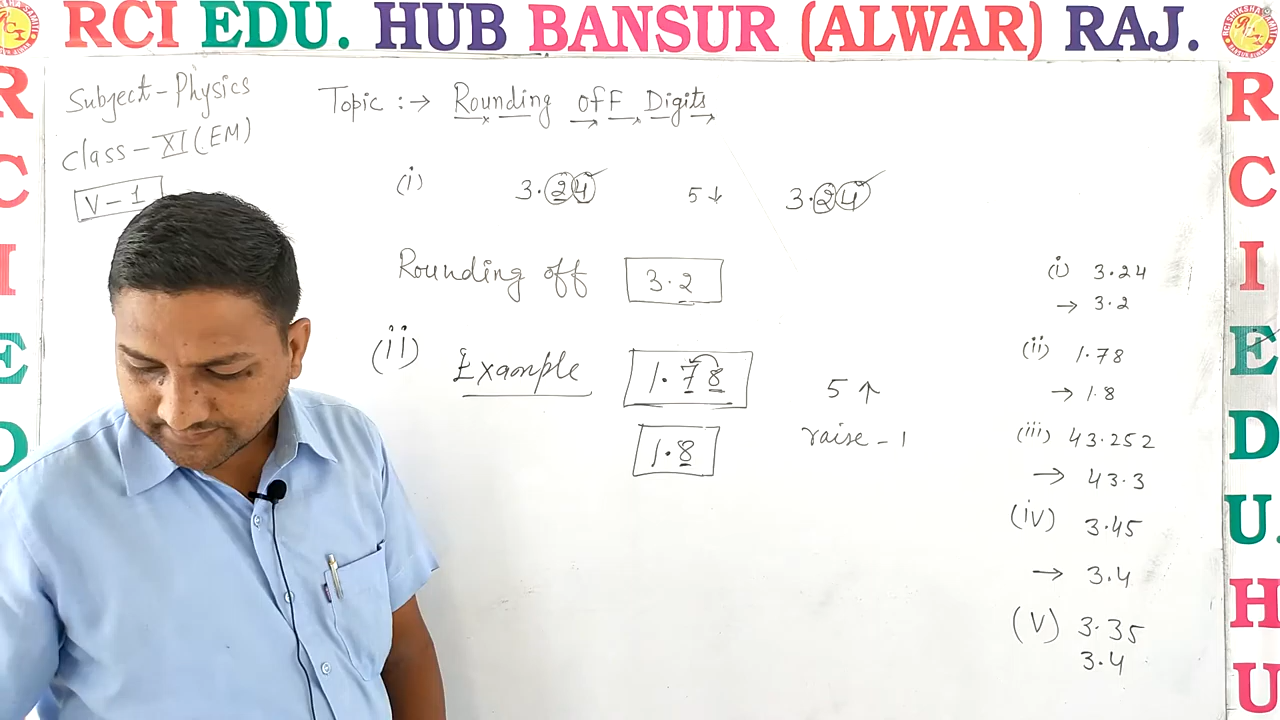 RCI EDU. HUB BANSUR (ALWAR) RAJ.
R
C
I
E
D
R
C
I
E
D
U.
H
U
Subject - Physics
Class - XI (EM)
V - 1
Topic :→ Rounding ofF Digits
(i) 3.24 5↓ 3.24
Rounding off 3.2
(ii) Example 1.78 5↑
1.8 raise - 1
(i) 3.24
→ 3.2
(ii) 1.78
→ 1.8
(iii) 43.252
→ 43.3
(iv) 3.45
→ 3.4
(V) 3.35
3.4